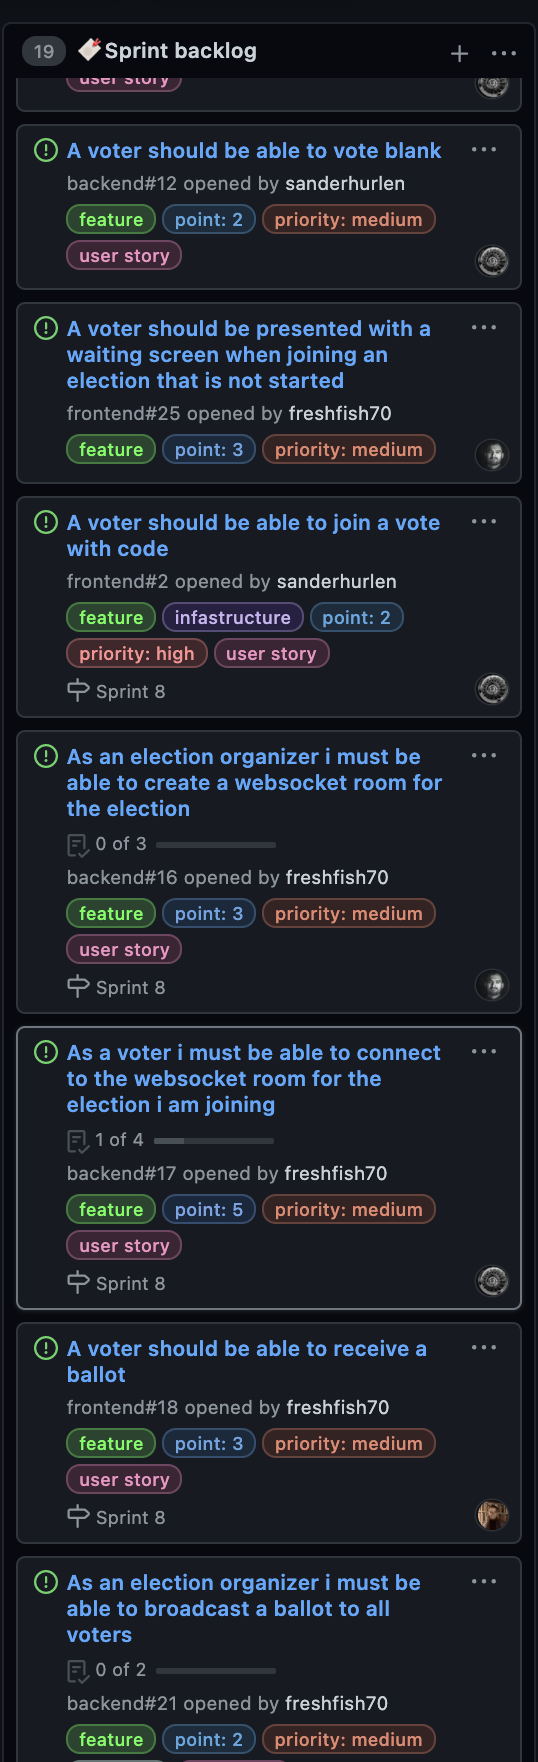 19 Sprint backlog
user story
A voter should be able to vote blank
backend#12 opened by sanderhurlen
feature point: 2 priority: medium
user story
A voter should be presented with a
waiting screen when joining an
election that is not started
frontend#25 opened by freshfish70
feature point: 3 priority: medium
A voter should be able to join a vote
with code
frontend#2 opened by sanderhurlen
feature infastructure point: 2
priority: high user story
Sprint 8
As an election organizer i must be
able to create a websocket room for
the election
0 of 3
backend#16 opened by freshfish70
feature point: 3 priority: medium
user story
Sprint 8
As a voter i must be able to connect
to the websocket room for the
election i am joining
1 of 4
backend#17 opened by freshfish70
feature point: 5 priority: medium
user story
Sprint 8
A voter should be able to receive a
ballot
frontend#18 opened by freshfish70
feature point: 3 priority: medium
user story
Sprint 8
As an election organizer i must be
able to broadcast a ballot to all
voters
0 of 2
backend#21 opened by freshfish70
feature point: 2 priority: medium